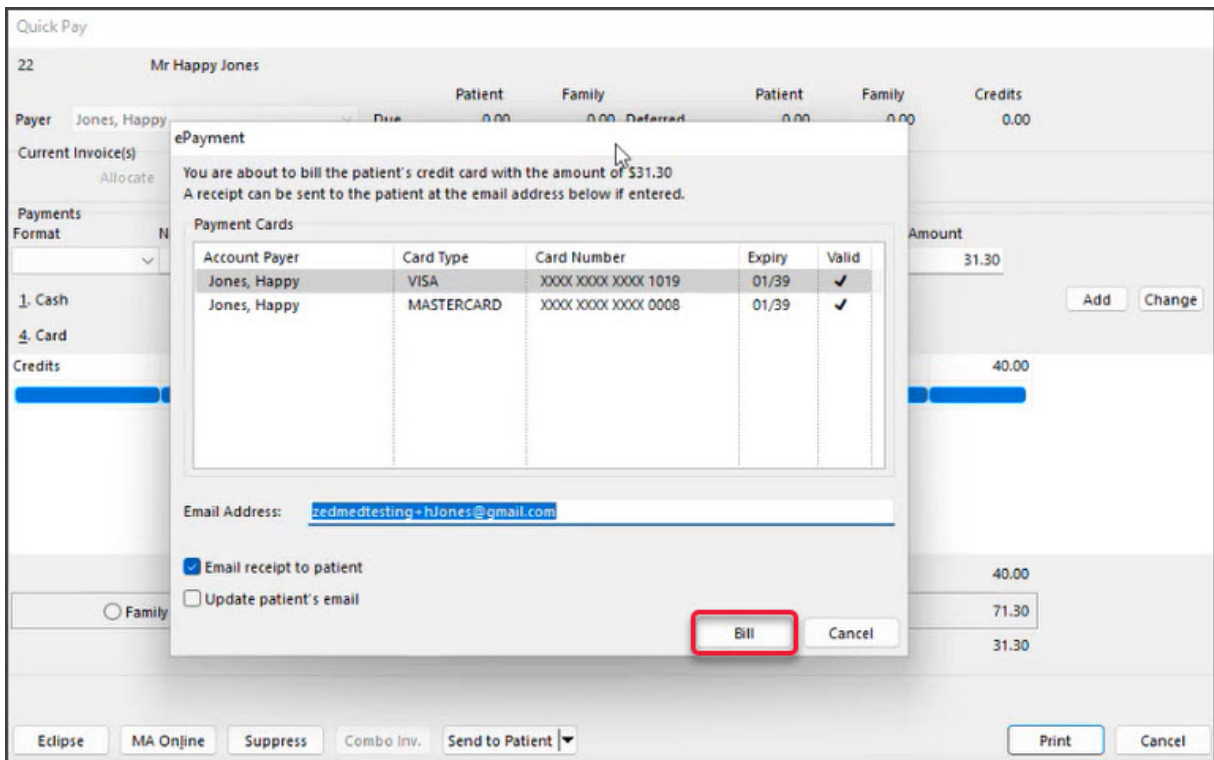 Quick Pay
22 Mr Happy Jones
Patient Family Patient Family Credits
Payer Jones, Happy Due 0.00 0.00 Deferred 0.00 0.00 0.00
ePayment
Current Invoice(s)
Allocate
You are about to bill the patient's credit card with the amount of $31.30
A receipt can be sent to the patient at the email address below if entered.
Payments
Format N Amount
31.30
Payment Cards
Account Payer Card Type Card Number Expiry Valid
Jones, Happy VISA XXXX XXXX XXXX 1019 01/39 ✔
Jones, Happy MASTERCARD XXXX XXXX XXXX 0008 01/39 ✔
1. Cash Add Change
4. Card
Credits 40.00
Email Address: zedmedtesting+hJones@gmail.com
Email receipt to patient
Update patient's email
40.00
Family 71.30
31.30
Bill Cancel
Eclipse MA Online Suppress Combo Inv. Send to Patient Print Cancel